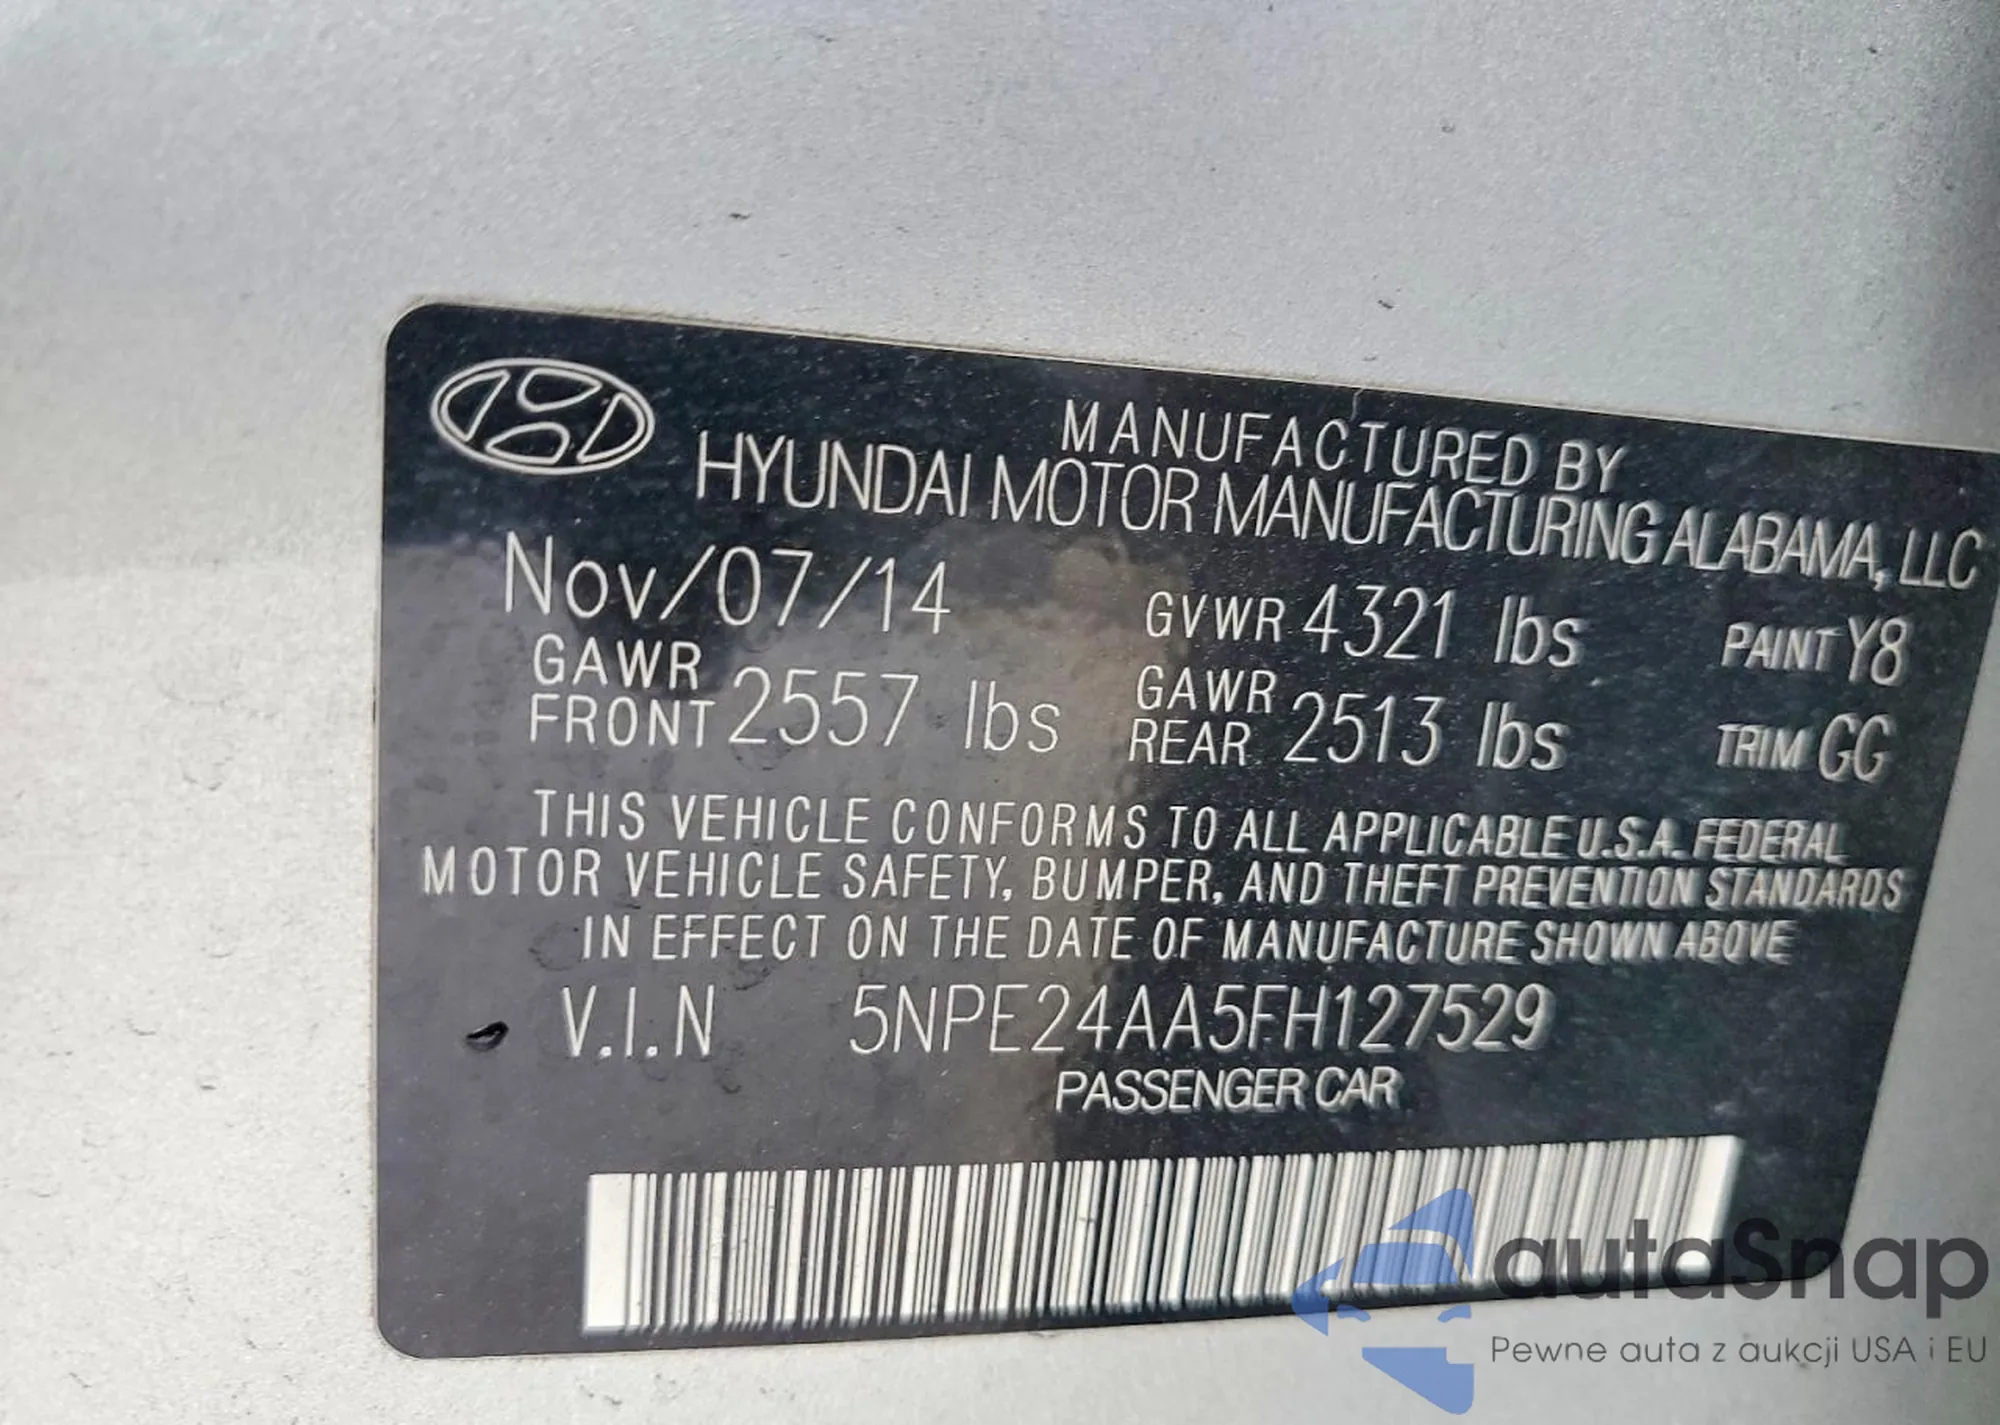 MANUFACTURED BY
HYUNDAI MOTOR MANUFACTURING ALABAMA, LLC
Nov/07/14 GVWR 4321 lbs PAINT Y8
GAWR FRONT 2557 lbs GAWR REAR 2513 lbs TRIM GG
THIS VEHICLE CONFORMS TO ALL APPLICABLE U.S.A. FEDERAL
MOTOR VEHICLE SAFETY, BUMPER, AND THEFT PREVENTION STANDARDS
IN EFFECT ON THE DATE OF MANUFACTURE SHOWN ABOVE
V.I.N 5NPE24AA5FH127529
PASSENGER CAR
autaSnap
Pewne auta z aukcji USA i EU